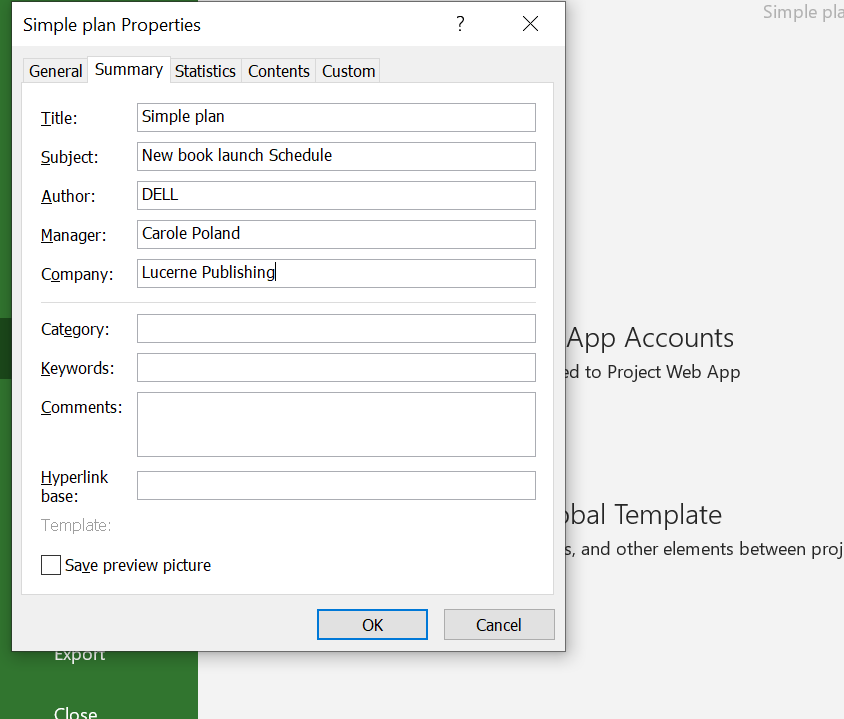 Simple plan Properties ?
Simple pla
General Summary Statistics Contents Custom
Title: Simple plan
Subject: New book launch Schedule
Author: DELL
Manager: Carole Poland
Company: Lucerne Publishing
Category:
Keywords:
Comments:
Hyperlink
base:
Template:
Save preview picture
OK Cancel
App Accounts
ed to Project Web App
obal Template
s, and other elements between proj
Export
Close